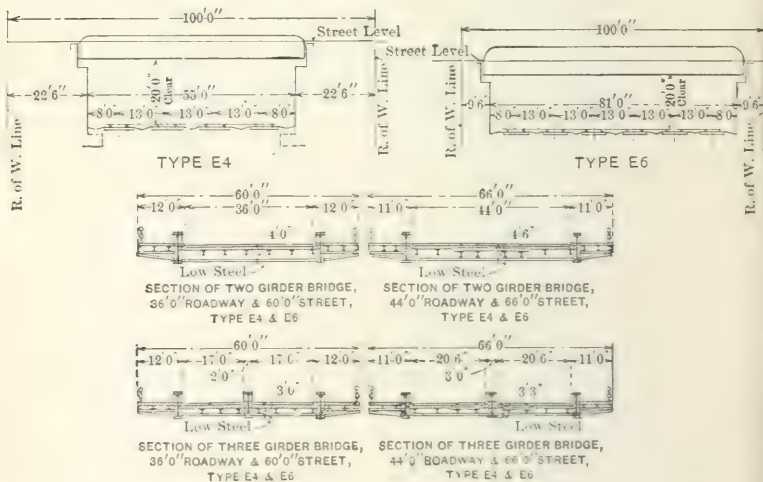 100'0" 100'0"
Street Level Street Level
22'6" 55'0" 22'6" 9'6" 81'0" 9'6"
20'0" Clear 20'0" Clear
8'0" 13'0" 13'0" 13'0" 8'0" 8'0" 13'0" 13'0" 13'0" 13'0" 13'0" 8'0"
R. of W. Line R. of W. Line R. of W. Line R. of W. Line
TYPE E4 TYPE E6
60'0" 66'0"
12'0" 36'0" 12'0" 11'0" 44'0" 11'0"
4'0" 4'6"
Low Steel Low Steel
SECTION OF TWO GIRDER BRIDGE, SECTION OF TWO GIRDER BRIDGE,
36'0" ROADWAY & 60'0" STREET, 44'0" ROADWAY & 66'0" STREET,
TYPE E4 & E6 TYPE E4 & E6
60'0" 66'0"
12'0" 17'0" 17'0" 12'0" 11'0" 20'6" 20'6" 11'0"
2'0" 3'0"
3'0" 3'3"
Low Steel Low Steel
SECTION OF THREE GIRDER BRIDGE, SECTION OF THREE GIRDER BRIDGE,
36'0" ROADWAY & 60'0" STREET, 44'0" ROADWAY & 66'0" STREET,
TYPE E4 & E6 TYPE E4 & E6